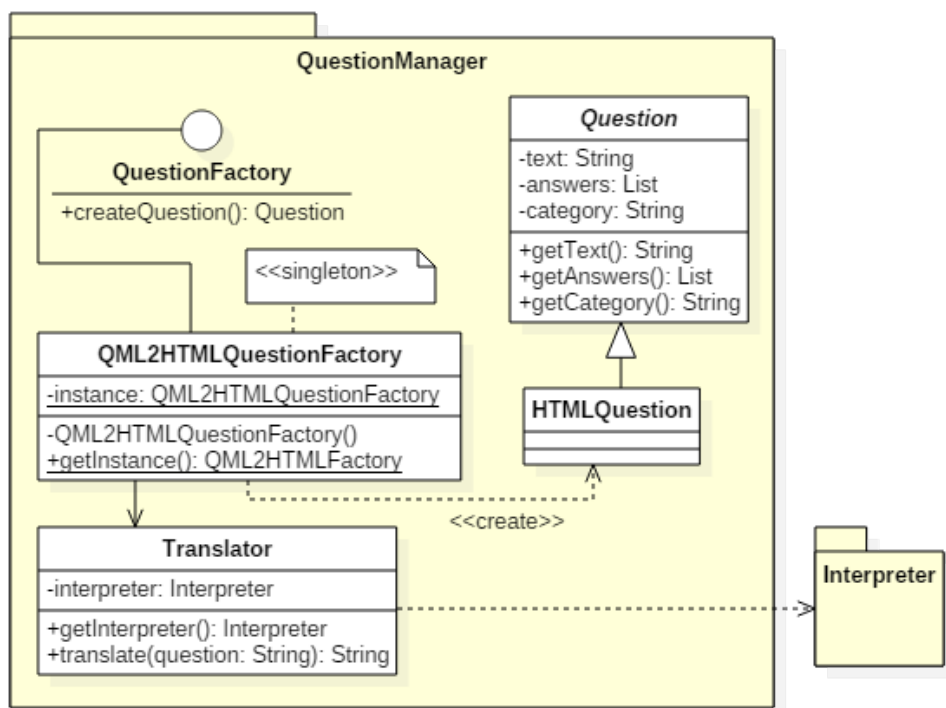 QuestionManager
QuestionFactory
+createQuestion(): Question
<<singleton>>
Question
-text: String
-answers: List
-category: String
+getText(): String
+getAnswers(): List
+getCategory(): String
QML2HTMLQuestionFactory
-instance: QML2HTMLQuestionFactory
-QML2HTMLQuestionFactory()
+getInstance(): QML2HTMLFactory
HTMLQuestion
<<create>>
Translator
-interpreter: Interpreter
+getInterpreter(): Interpreter
+translate(question: String): String
Interpreter